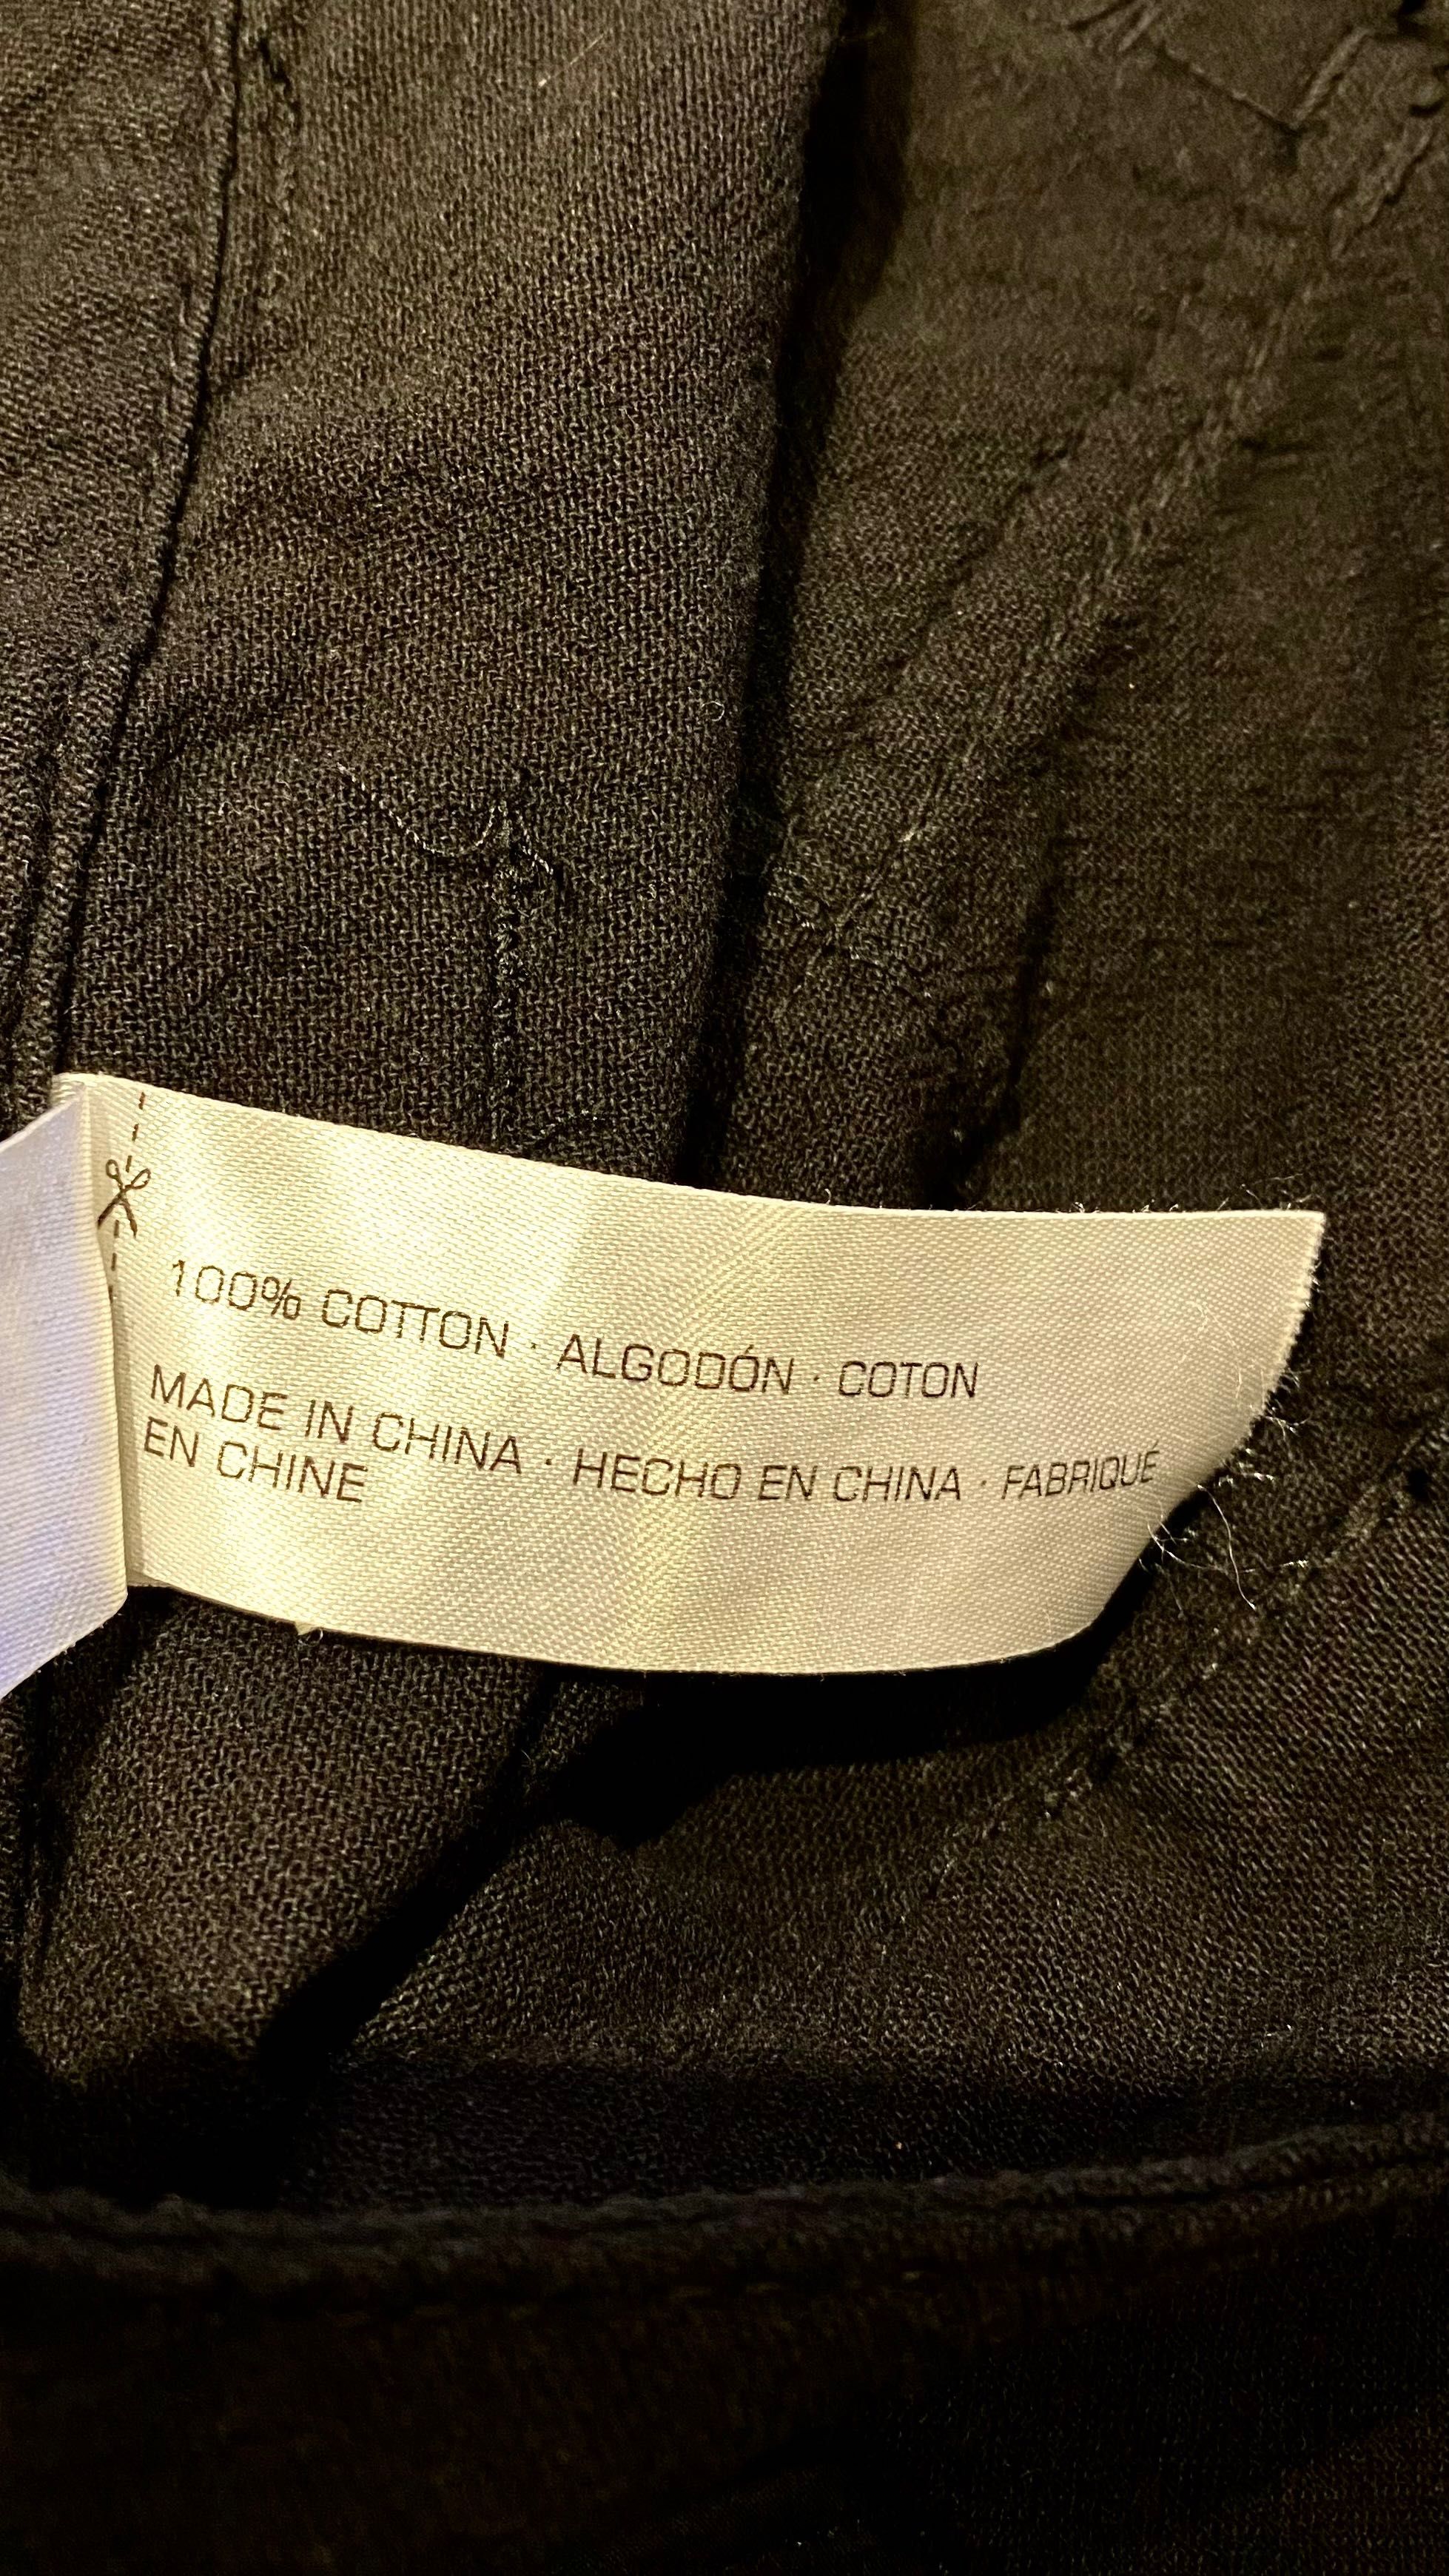 100% COTTON · ALGODÓN · COTON
MADE IN CHINA · HECHO EN CHINA · FABRIQUE
EN CHINE